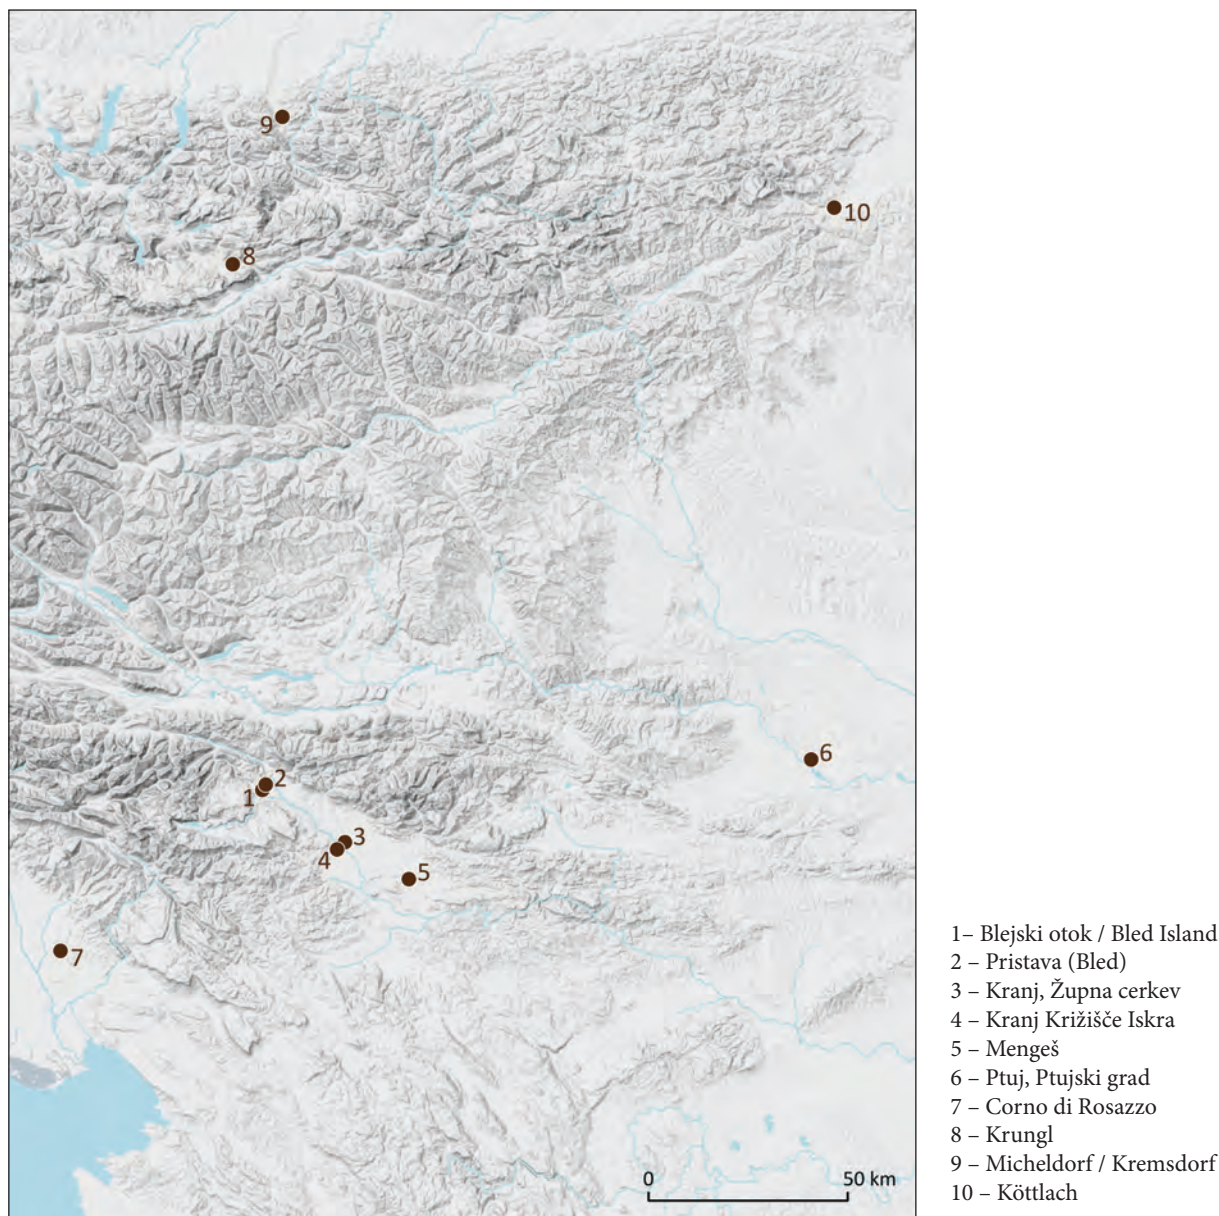 9
10
8
6
2
1
3
4
5
7
0
50 km
1– Blejski otok / Bled Island
2 – Pristava (Bled)
3 – Kranj, Župna cerkev
4 – Kranj Križišče Iskra
5 – Mengeš
6 – Ptuj, Ptujski grad
7 – Corno di Rosazzo
8 – Krungl
9 – Micheldorf / Kremsdorf
10 – Köttlach